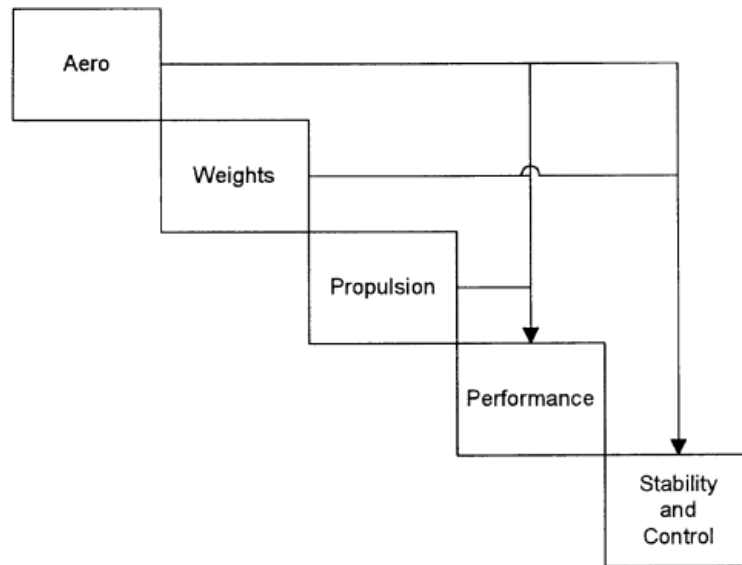 Aero
Weights
Propulsion
Performance
Stability
and
Control